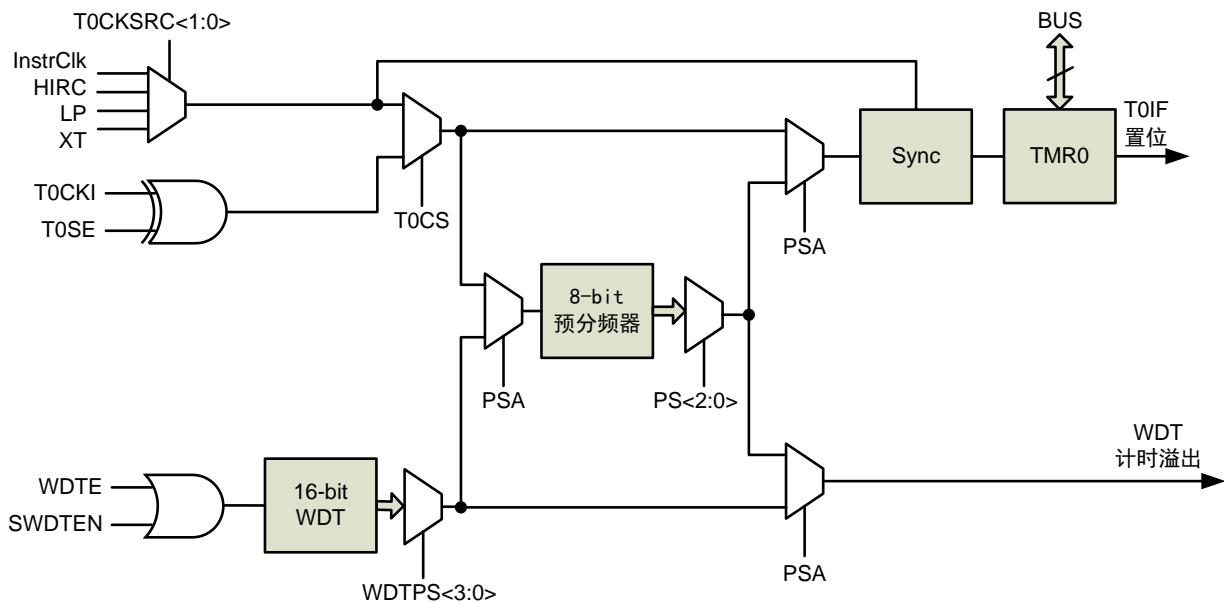 T0CKSRC<1:0>
InstrClk
HIRC
LP
XT
T0CKI
T0SE
T0CS
BUS
Sync
TMR0
T0IF
置位
PSA
8-bit
预分频器
PSA
PS<2:0>
WDTE
SWDTEN
16-bit
WDT
WDTPS<3:0>
PSA
WDT
计时溢出